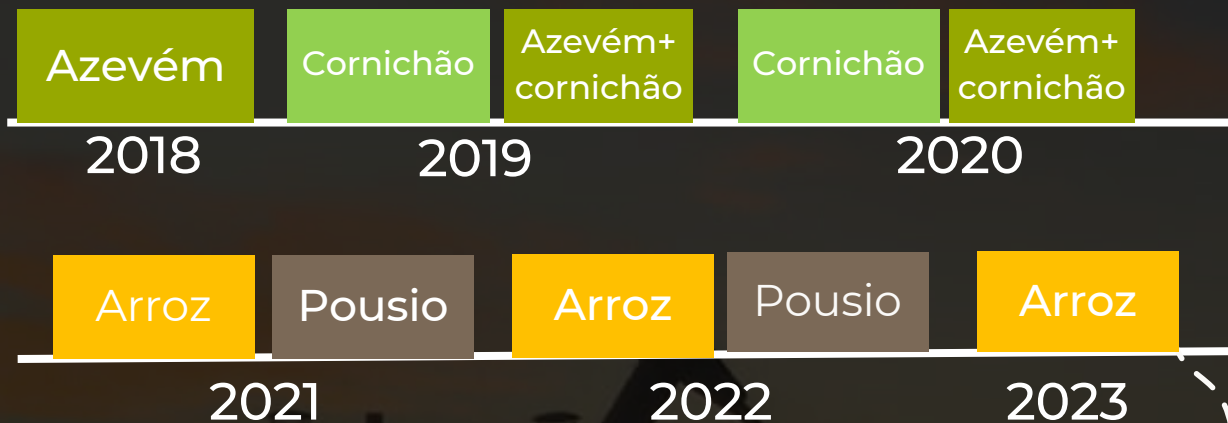 Azevém
Cornichão
Azevém+
cornichão
Cornichão
Azevém+
cornichão
2018
2019
2020
Arroz
Pousio
Arroz
Pousio
Arroz
2021
2022
2023